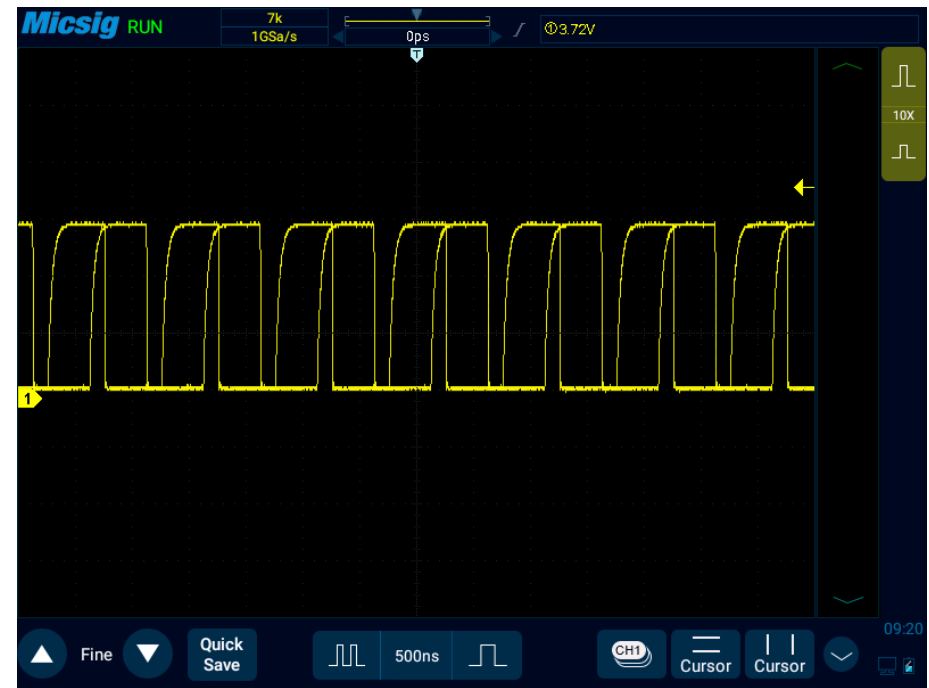 Micsig RUN
7k
1GSa/s
0ps
①3.72V
T
10X
1
09:20
Fine
Quick
Save
500ns
CH1
Cursor
Cursor